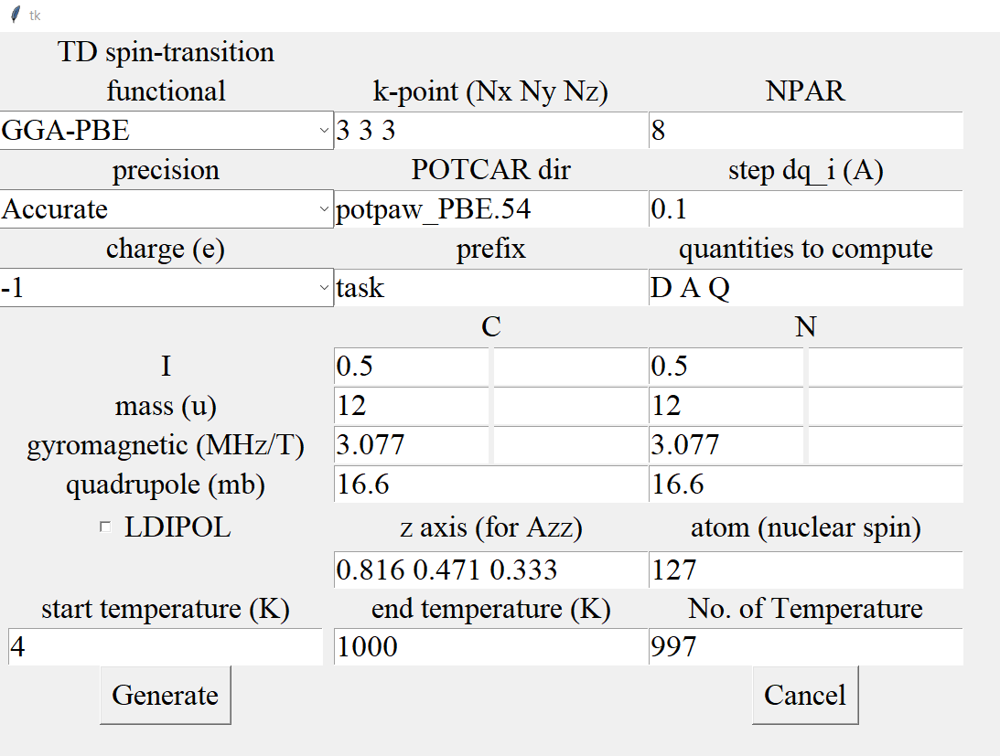 tk
TD spin-transition
functional k-point (Nx Ny Nz) NPAR
GGA-PBE 3 3 3 8
precision POTCAR dir step dq_i (A)
Accurate potpaw_PBE.54 0.1
charge (e) prefix quantities to compute
-1 task D A Q
C N
I 0.5 0.5
mass (u) 12 12
gyromagnetic (MHz/T) 3.077 3.077
quadrupole (mb) 16.6 16.6
LDIPOL z axis (for Azz) atom (nuclear spin)
0.816 0.471 0.333 127
start temperature (K) end temperature (K) No. of Temperature
4 1000 997
Generate Cancel